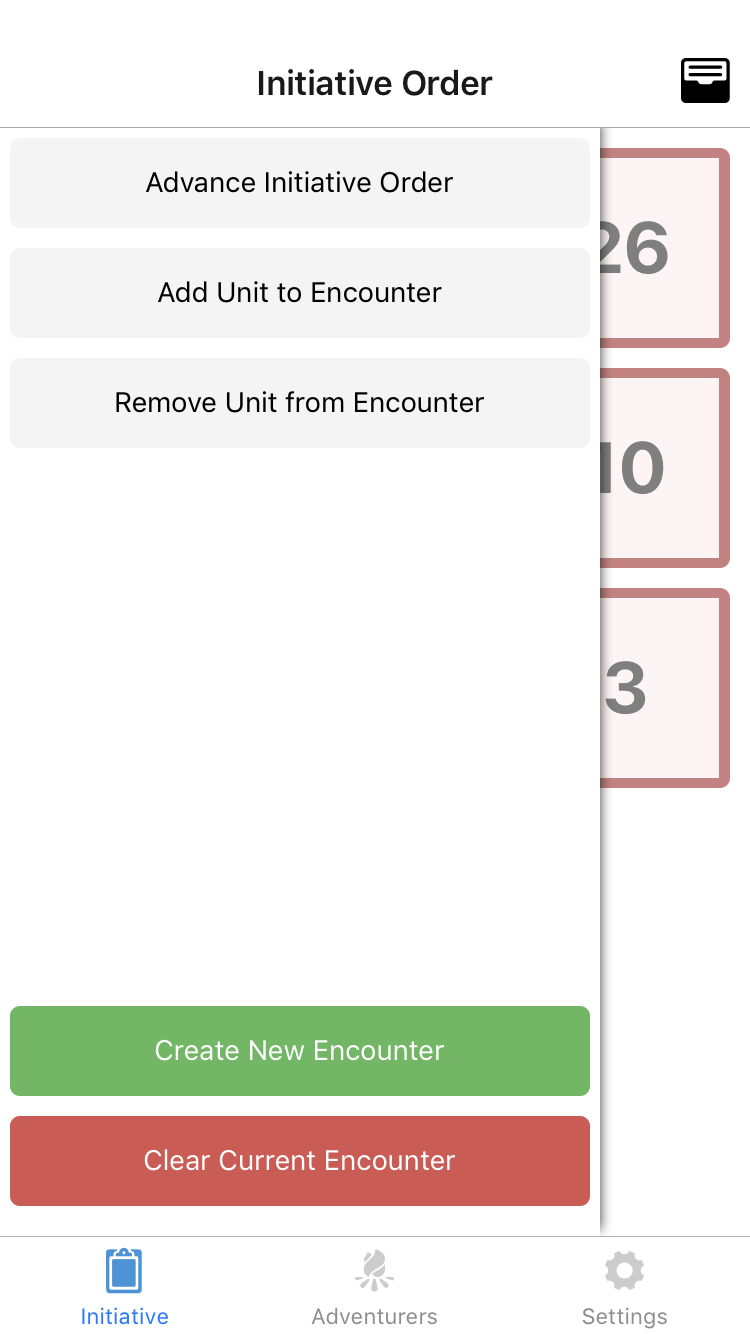 Initiative Order
Advance Initiative Order
26
Add Unit to Encounter
Remove Unit from Encounter
10
3
Create New Encounter
Clear Current Encounter
Initiative
Adventurers
Settings